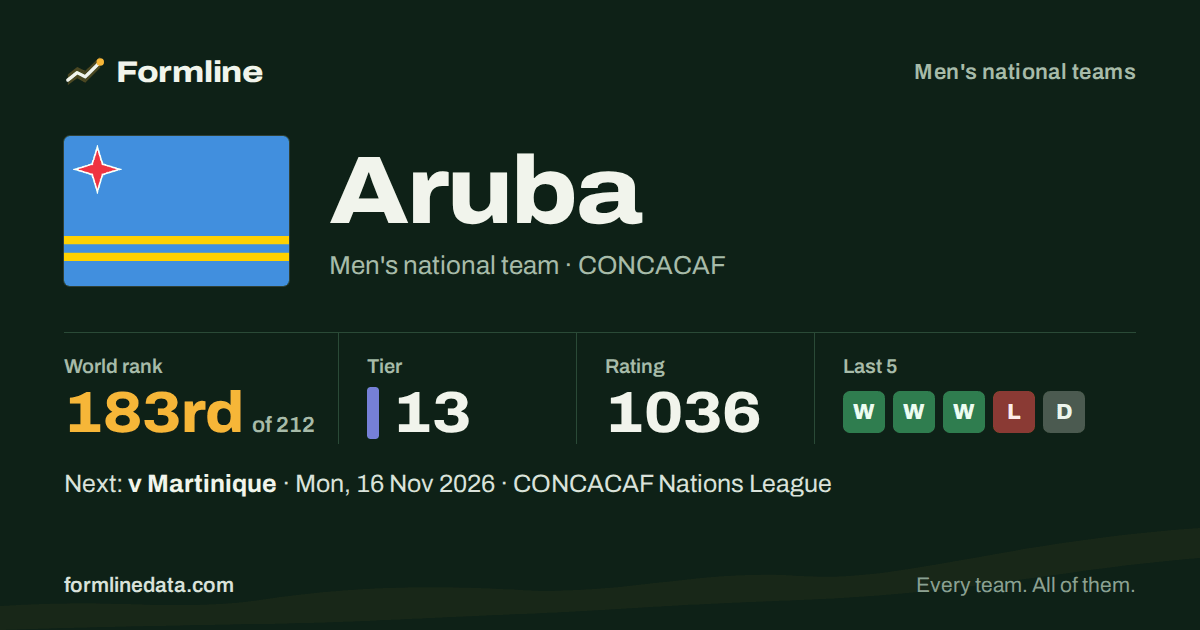 Formline
Men's national teams
Aruba
Men's national team · CONCACAF
World rank
183rd of 212
Tier
13
Rating
1036
Last 5
W W W L D
Next: v Martinique · Mon, 16 Nov 2026 · CONCACAF Nations League
formlinedata.com
Every team. All of them.